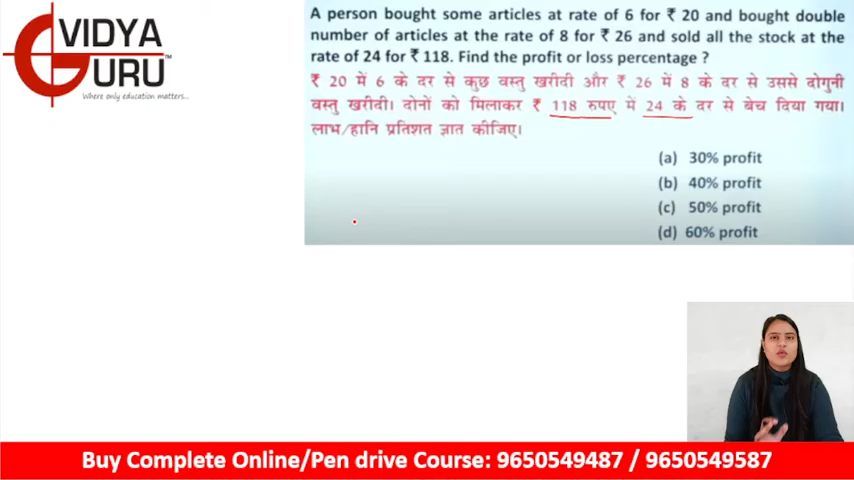 VIDYA
GURU
TM
Where only education matters...
A person bought some articles at rate of 6 for ₹ 20 and bought double
number of articles at the rate of 8 for ₹ 26 and sold all the stock at the
rate of 24 for ₹ 118. Find the profit or loss percentage ?
₹ 20 में 6 के दर से कुछ वस्तु खरीदी और ₹ 26 में 8 के दर से उससे दोगुनी
वस्तु खरीदी। दोनों को मिलाकर ₹ 118 रुपए में 24 के दर से बेच दिया गया।
लाभ/हानि प्रतिशत ज्ञात कीजिए।
(a) 30% profit
(b) 40% profit
(c) 50% profit
(d) 60% profit
Buy Complete Online/Pen drive Course: 9650549487 / 9650549587